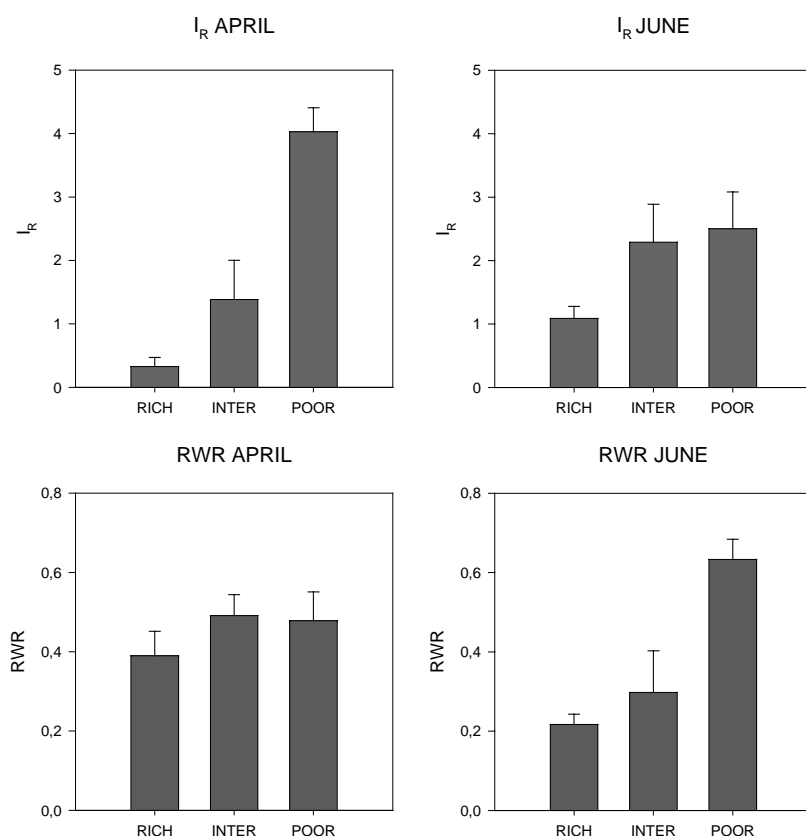 I_R APRIL
5
4
3
2
1
0
I_R
RICH INTER POOR
I_R JUNE
5
4
3
2
1
0
I_R
RICH INTER POOR
RWR APRIL
0,8
0,6
0,4
0,2
0,0
RWR
RICH INTER POOR
RWR JUNE
0,8
0,6
0,4
0,2
0,0
RWR
RICH INTER POOR